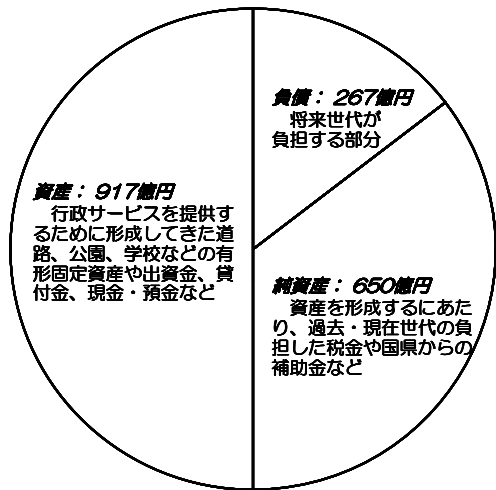 資産： 917億円
　行政サービスを提供す
るために形成してきた道
路、公園、学校などの有
形固定資産や出資金、貸
付金、現金・預金など
負債： 267億円
　将来世代が
負担する部分
純資産： 650億円
　資産を形成するにあた
り、過去・現在世代の負
担した税金や国県からの
補助金など